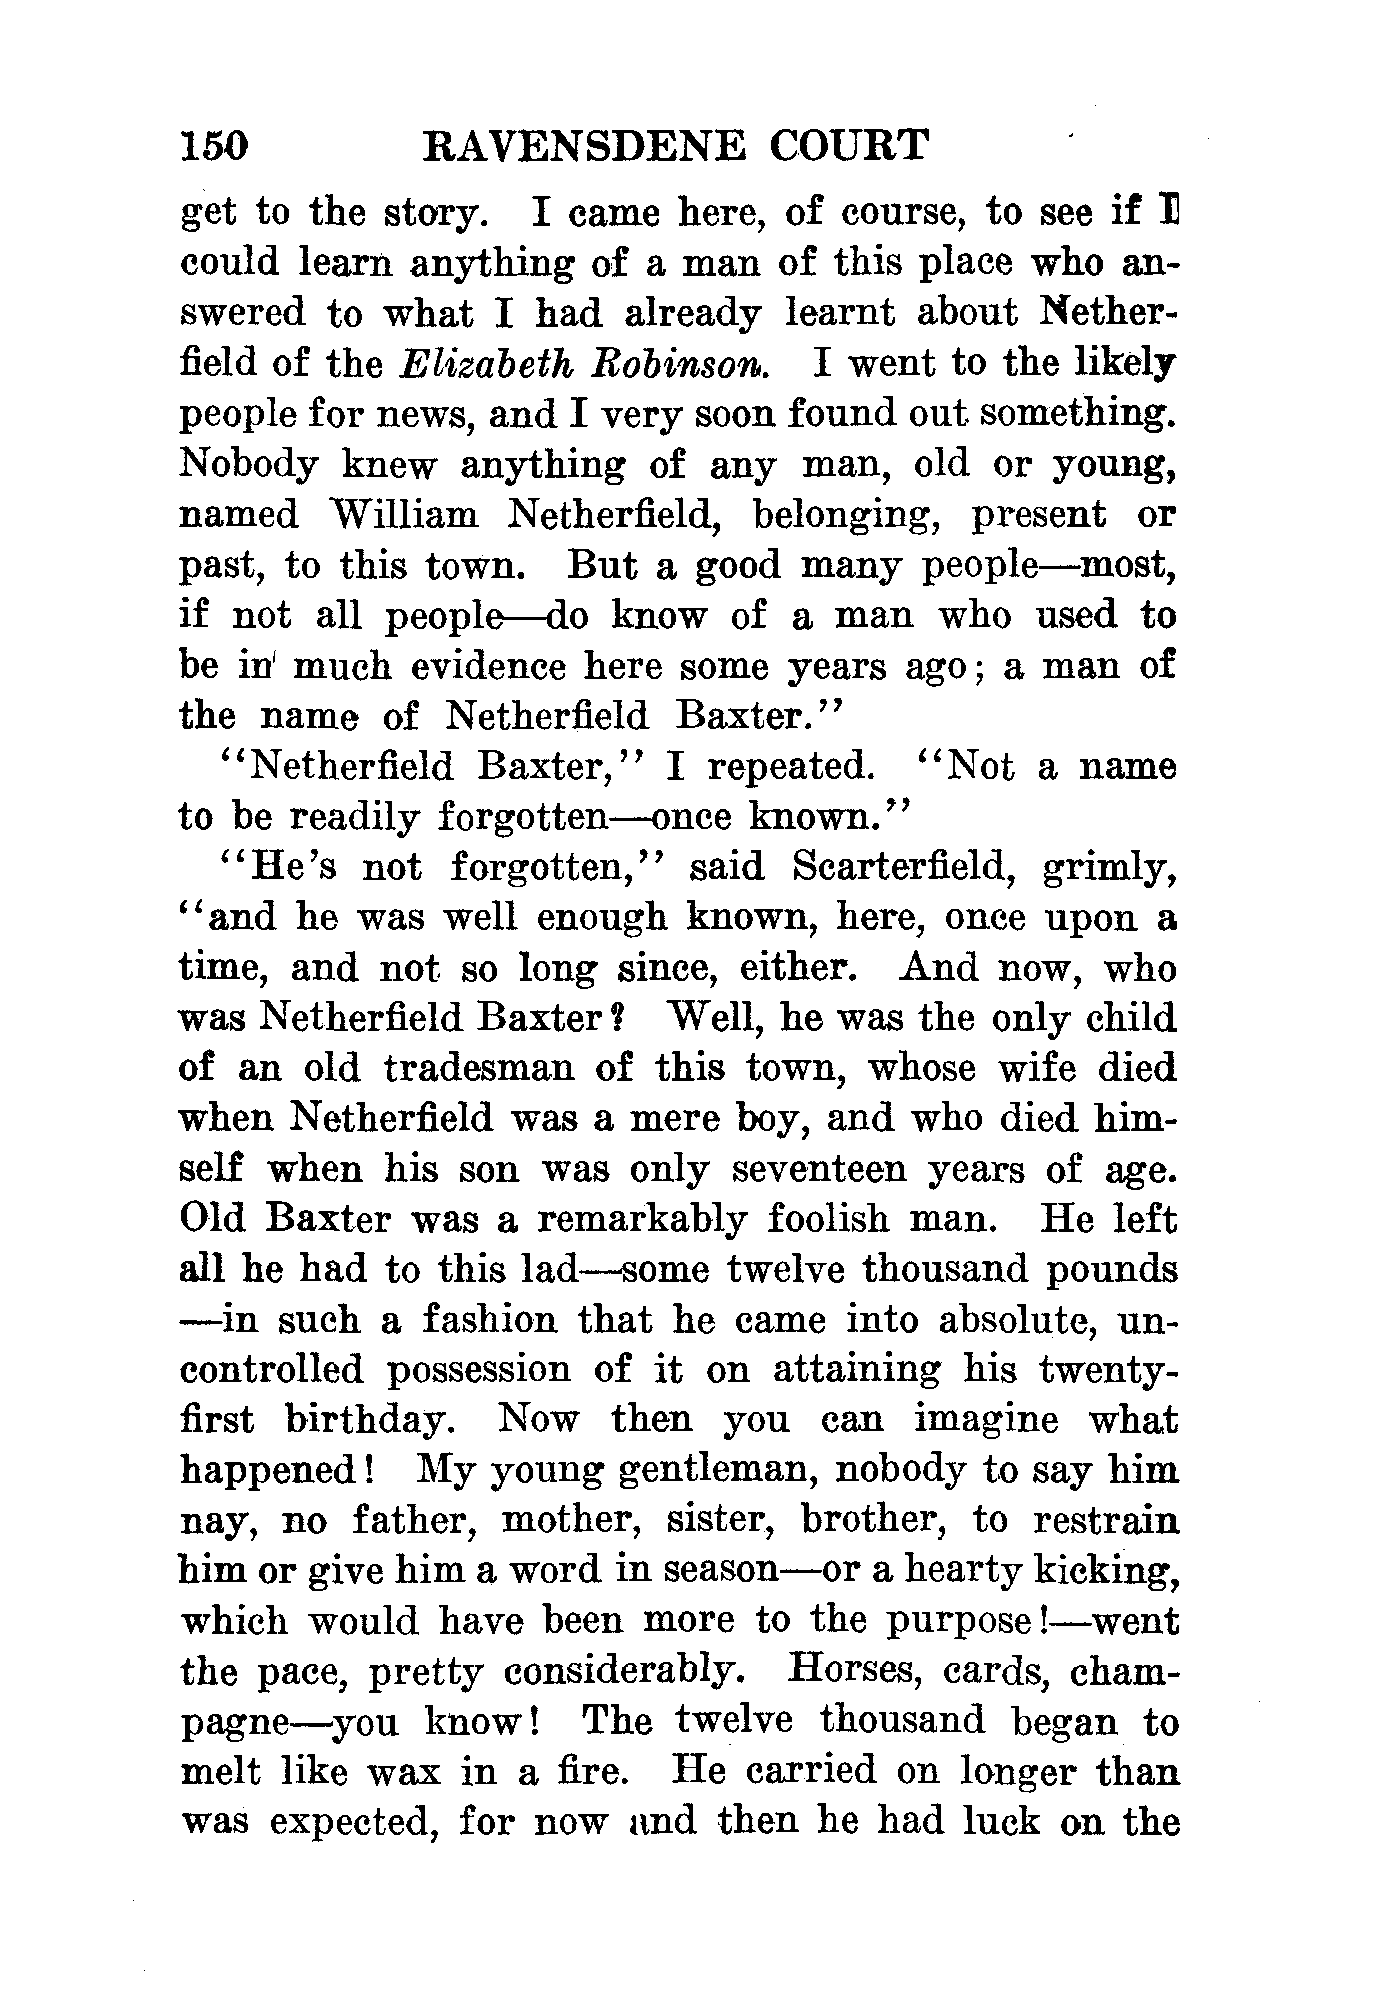 150 RAVENSDENE COURT
get to the story. I came here, of course, to see if I
could learn anything of a man of this place who an-
swered to what I had already learnt about Nether-
field of the Elizabeth Robinson. I went to the likely
people for news, and I very soon found out something.
Nobody knew anything of any man, old or young,
named William Netherfield, belonging, present or
past, to this town. But a good many people—most,
if not all people—do know of a man who used to
be in much evidence here some years ago; a man of
the name of Netherfield Baxter."
"Netherfield Baxter," I repeated. "Not a name
to be readily forgotten—once known."
"He's not forgotten," said Scarterfield, grimly,
"and he was well enough known, here, once upon a
time, and not so long since, either. And now, who
was Netherfield Baxter? Well, he was the only child
of an old tradesman of this town, whose wife died
when Netherfield was a mere boy, and who died him-
self when his son was only seventeen years of age.
Old Baxter was a remarkably foolish man. He left
all he had to this lad—some twelve thousand pounds
—in such a fashion that he came into absolute, un-
controlled possession of it on attaining his twenty-
first birthday. Now then you can imagine what
happened! My young gentleman, nobody to say him
nay, no father, mother, sister, brother, to restrain
him or give him a word in season—or a hearty kicking,
which would have been more to the purpose!—went
the pace, pretty considerably. Horses, cards, cham-
pagne—you know! The twelve thousand began to
melt like wax in a fire. He carried on longer than
was expected, for now and then he had luck on the